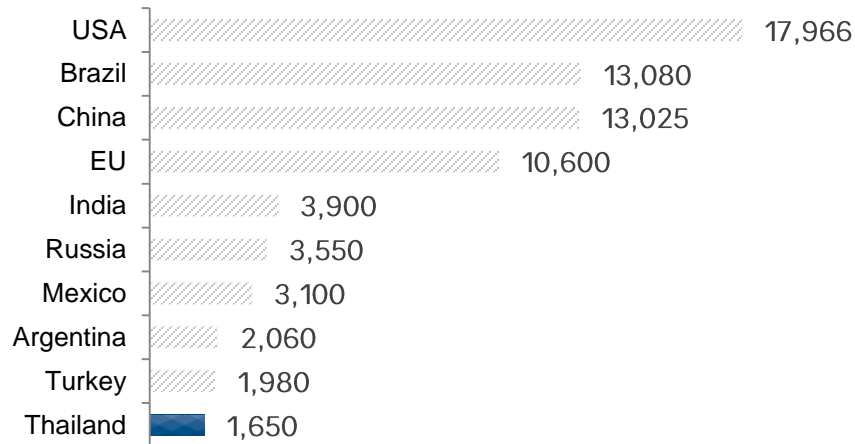 USA 17,966
Brazil 13,080
China 13,025
EU 10,600
India 3,900
Russia 3,550
Mexico 3,100
Argentina 2,060
Turkey 1,980
Thailand 1,650